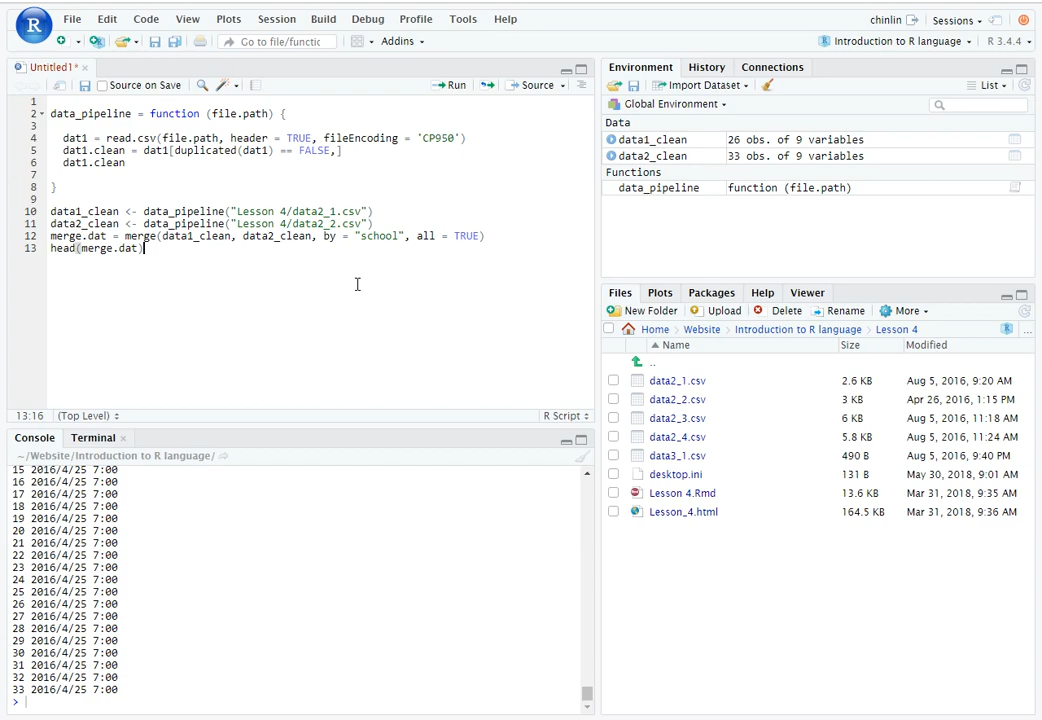 File Edit Code View Plots Session Build Debug Profile Tools Help
chinlin Sessions
Go to file/functic Addins
Introduction to R language R 3.4.4
Untitled1*
Source on Save Run Source
1
2 data_pipeline = function (file.path) {
3
4 dat1 = read.csv(file.path, header = TRUE, fileEncoding = 'CP950')
5 dat1.clean = dat1[duplicated(dat1) == FALSE,]
6 dat1.clean
7
8 }
9
10 data1_clean <- data_pipeline("Lesson 4/data2_1.csv")
11 data2_clean <- data_pipeline("Lesson 4/data2_2.csv")
12 merge.dat = merge(data1_clean, data2_clean, by = "school", all = TRUE)
13 head(merge.dat)
13:16 (Top Level) R Script
Console Terminal
~/Website/Introduction to R language/
15 2016/4/25 7:00
16 2016/4/25 7:00
17 2016/4/25 7:00
18 2016/4/25 7:00
19 2016/4/25 7:00
20 2016/4/25 7:00
21 2016/4/25 7:00
22 2016/4/25 7:00
23 2016/4/25 7:00
24 2016/4/25 7:00
25 2016/4/25 7:00
26 2016/4/25 7:00
27 2016/4/25 7:00
28 2016/4/25 7:00
29 2016/4/25 7:00
30 2016/4/25 7:00
31 2016/4/25 7:00
32 2016/4/25 7:00
33 2016/4/25 7:00
>
Environment History Connections
Import Dataset List
Global Environment
Data
data1_clean 26 obs. of 9 variables
data2_clean 33 obs. of 9 variables
Functions
data_pipeline function (file.path)
Files Plots Packages Help Viewer
New Folder Upload Delete Rename More
Home Website Introduction to R language Lesson 4 ...
Name Size Modified
..
data2_1.csv 2.6 KB Aug 5, 2016, 9:20 AM
data2_2.csv 3 KB Apr 26, 2016, 1:15 PM
data2_3.csv 6 KB Aug 5, 2016, 11:18 AM
data2_4.csv 5.8 KB Aug 5, 2016, 11:24 AM
data3_1.csv 490 B Aug 5, 2016, 9:40 PM
desktop.ini 131 B May 30, 2018, 9:01 AM
Lesson 4.Rmd 13.6 KB Mar 31, 2018, 9:35 AM
Lesson_4.html 164.5 KB Mar 31, 2018, 9:36 AM